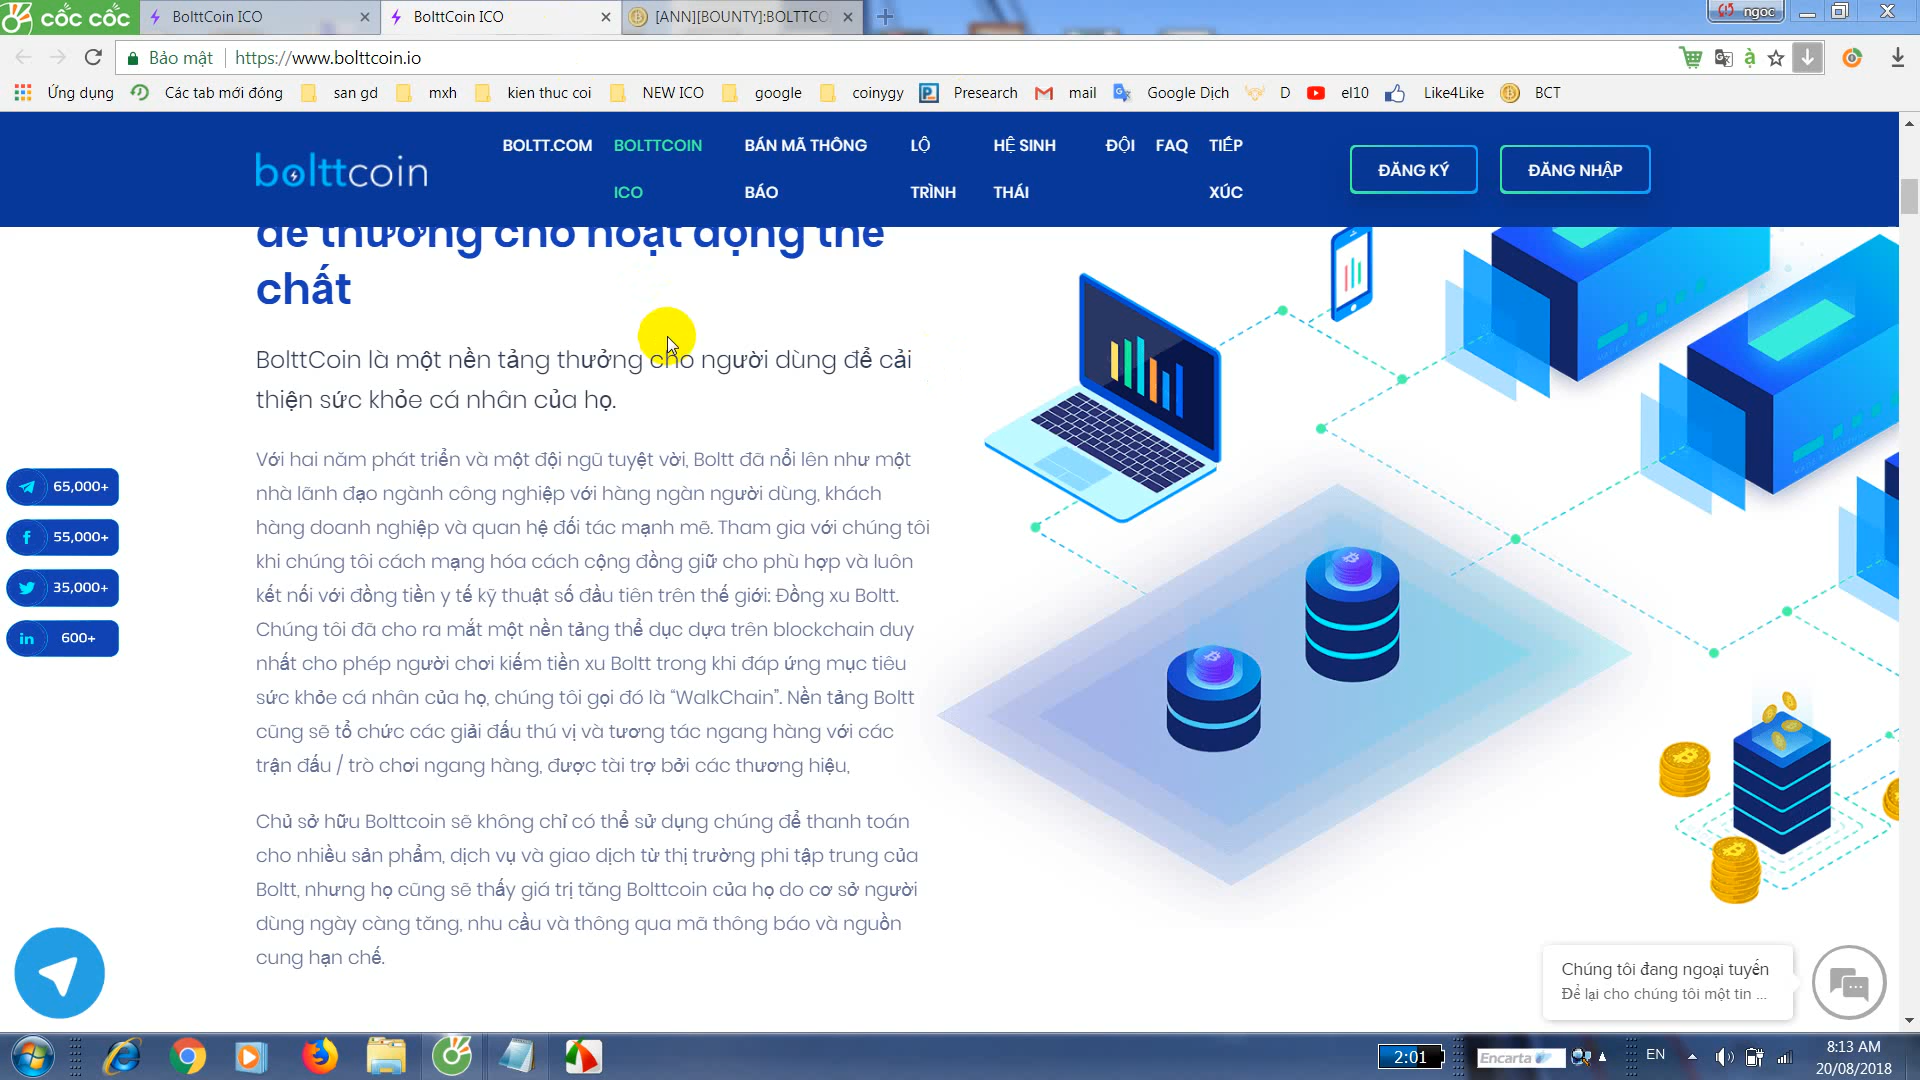 cốc cốc
BolttCoin ICO
BolttCoin ICO
[ANN][BOUNTY]:BOLTTCO
ngoc
Bảo mật
https://www.bolttcoin.io
Ứng dụng
Các tab mới đóng
san gd
mxh
kien thuc coi
NEW ICO
google
coinygy
Presearch
mail
Google Dịch
D
el10
Like4Like
BCT
bolttcoin
BOLTT.COM
BOLTTCOIN
ICO
BÁN MÃ THÔNG
BÁO
LỘ
TRÌNH
HỆ SINH
THÁI
ĐỘI
FAQ
TIẾP
XÚC
ĐĂNG KÝ
ĐĂNG NHẬP
để thưởng cho hoạt động thể
chất
BolttCoin là một nền tảng thưởng cho người dùng để cải
thiện sức khỏe cá nhân của họ.
Với hai năm phát triển và một đội ngũ tuyệt vời, Boltt đã nổi lên như một
nhà lãnh đạo ngành công nghiệp với hàng ngàn người dùng, khách
hàng doanh nghiệp và quan hệ đối tác mạnh mẽ. Tham gia với chúng tôi
khi chúng tôi cách mạng hóa cách cộng đồng giữ cho phù hợp và luôn
kết nối với đồng tiền y tế kỹ thuật số đầu tiên trên thế giới: Đồng xu Boltt.
Chúng tôi đã cho ra mắt một nền tảng thể dục dựa trên blockchain duy
nhất cho phép người chơi kiếm tiền xu Boltt trong khi đáp ứng mục tiêu
sức khỏe cá nhân của họ, chúng tôi gọi đó là “WalkChain”. Nền tảng Boltt
cũng sẽ tổ chức các giải đấu thú vị và tương tác ngang hàng với các
trận đấu / trò chơi ngang hàng, được tài trợ bởi các thương hiệu,
Chủ sở hữu Bolttcoin sẽ không chỉ có thể sử dụng chúng để thanh toán
cho nhiều sản phẩm, dịch vụ và giao dịch từ thị trường phi tập trung của
Boltt, nhưng họ cũng sẽ thấy giá trị tăng Bolttcoin của họ do cơ sở người
dùng ngày càng tăng, nhu cầu và thông qua mã thông báo và nguồn
cung hạn chế.
65,000+
55,000+
35,000+
600+
Chúng tôi đang ngoại tuyến
Để lại cho chúng tôi một tin ...
2:01
Encarta
EN
8:13 AM
20/08/2018